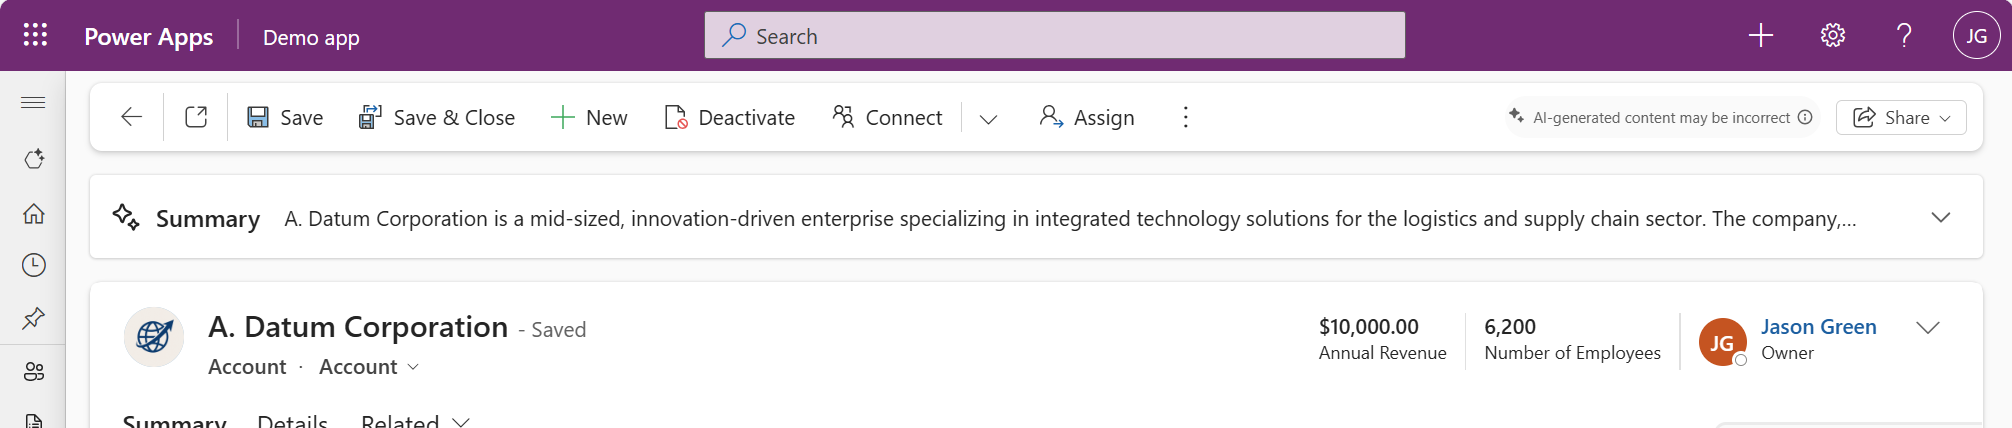 Power Apps
Demo app
Search
?
JG
Save
Save & Close
New
Deactivate
Connect
Assign
AI-generated content may be incorrect
Share
Summary
A. Datum Corporation is a mid-sized, innovation-driven enterprise specializing in integrated technology solutions for the logistics and supply chain sector. The company,...
A. Datum Corporation - Saved
Account · Account
$10,000.00
Annual Revenue
6,200
Number of Employees
JG
Jason Green
Owner
Summary
Details
Related